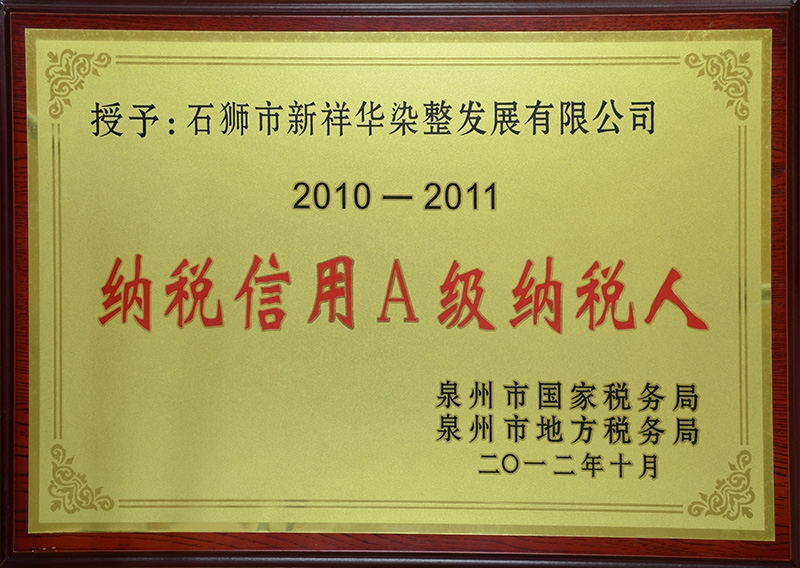 授予:石狮市新祥华染整发展有限公司
2010—2011
纳税信用A级纳税人
泉州市国家税务局
泉州市地方税务局
二〇一二年十月